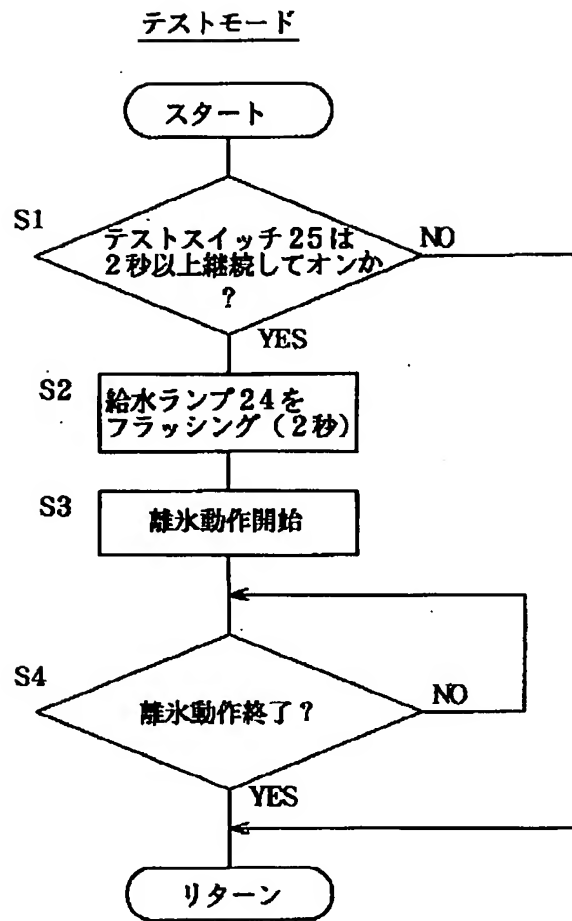 テストモード
スタート
S1
テストスイッチ25は
2秒以上継続してオンか
?
NO
YES
S2
給水ランプ24を
フラッシング(2秒)
S3
離氷動作開始
S4
離氷動作終了?
NO
YES
リターン